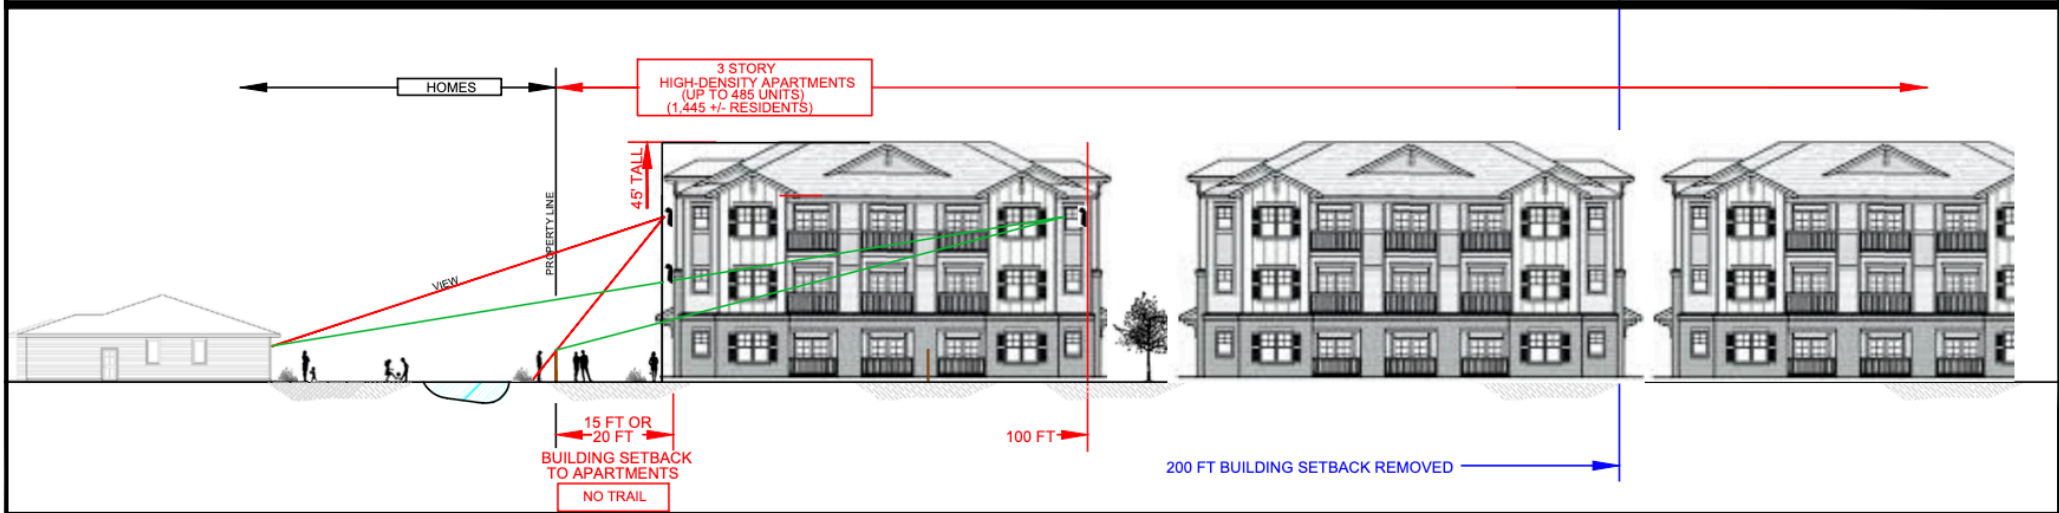 HOMES
3 STORY
HIGH-DENSITY APARTMENTS
(UP TO 485 UNITS)
(1,445 +/- RESIDENTS)
45' TALL
PROPERTY LINE
VIEW
15 FT OR
20 FT
BUILDING SETBACK
TO APARTMENTS
NO TRAIL
100 FT
200 FT BUILDING SETBACK REMOVED